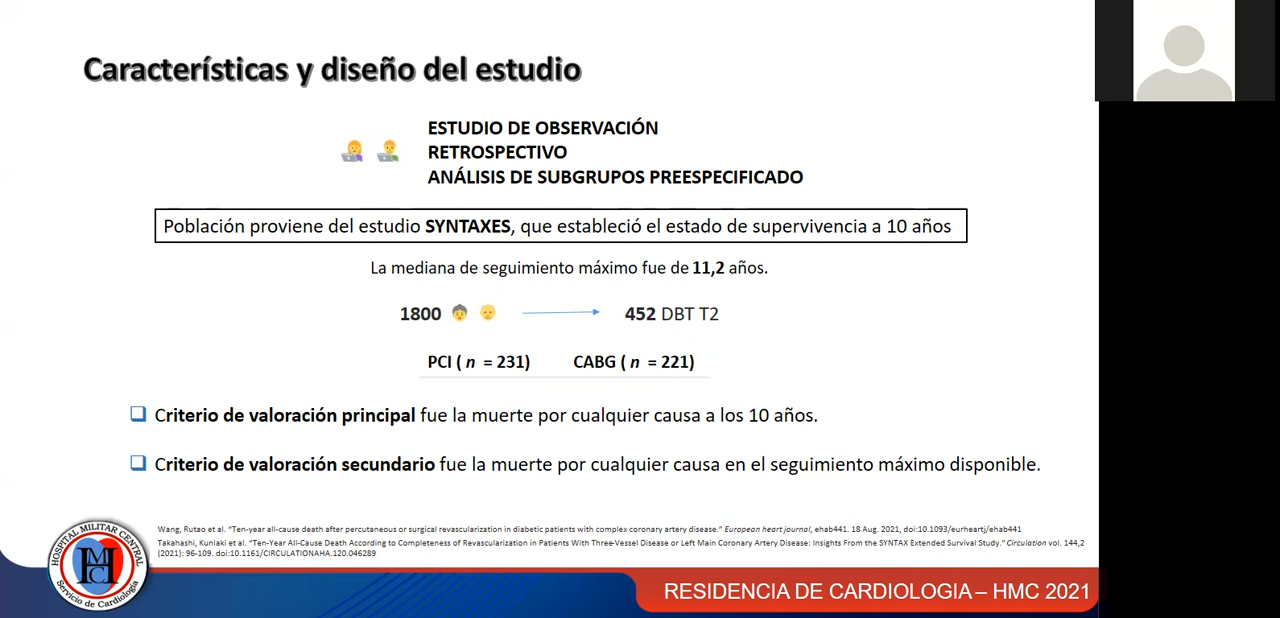 Características y diseño del estudio
ESTUDIO DE OBSERVACIÓN
RETROSPECTIVO
ANÁLISIS DE SUBGRUPOS PREESPECIFICADO
Población proviene del estudio SYNTAXES, que estableció el estado de supervivencia a 10 años
La mediana de seguimiento máximo fue de 11,2 años.
1800 452 DBT T2
PCI ( n = 231) CABG ( n = 221)
❑ Criterio de valoración principal fue la muerte por cualquier causa a los 10 años.
❑ Criterio de valoración secundario fue la muerte por cualquier causa en el seguimiento máximo disponible.
Wang, Rutao et al. “Ten-year all-cause death after percutaneous or surgical revascularization in diabetic patients with complex coronary artery disease.” European heart journal, ehab441. 18 Aug. 2021, doi:10.1093/eurheartj/ehab441
Takahashi, Kuniaki et al. “Ten-Year All-Cause Death According to Completeness of Revascularization in Patients With Three-Vessel Disease or Left Main Coronary Artery Disease: Insights From the SYNTAX Extended Survival Study.” Circulation vol. 144,2
(2021): 96-109. doi:10.1161/CIRCULATIONAHA.120.046289
HOSPITAL MILITAR CENTRAL
HMC
Servicio de Cardiología
RESIDENCIA DE CARDIOLOGIA – HMC 2021